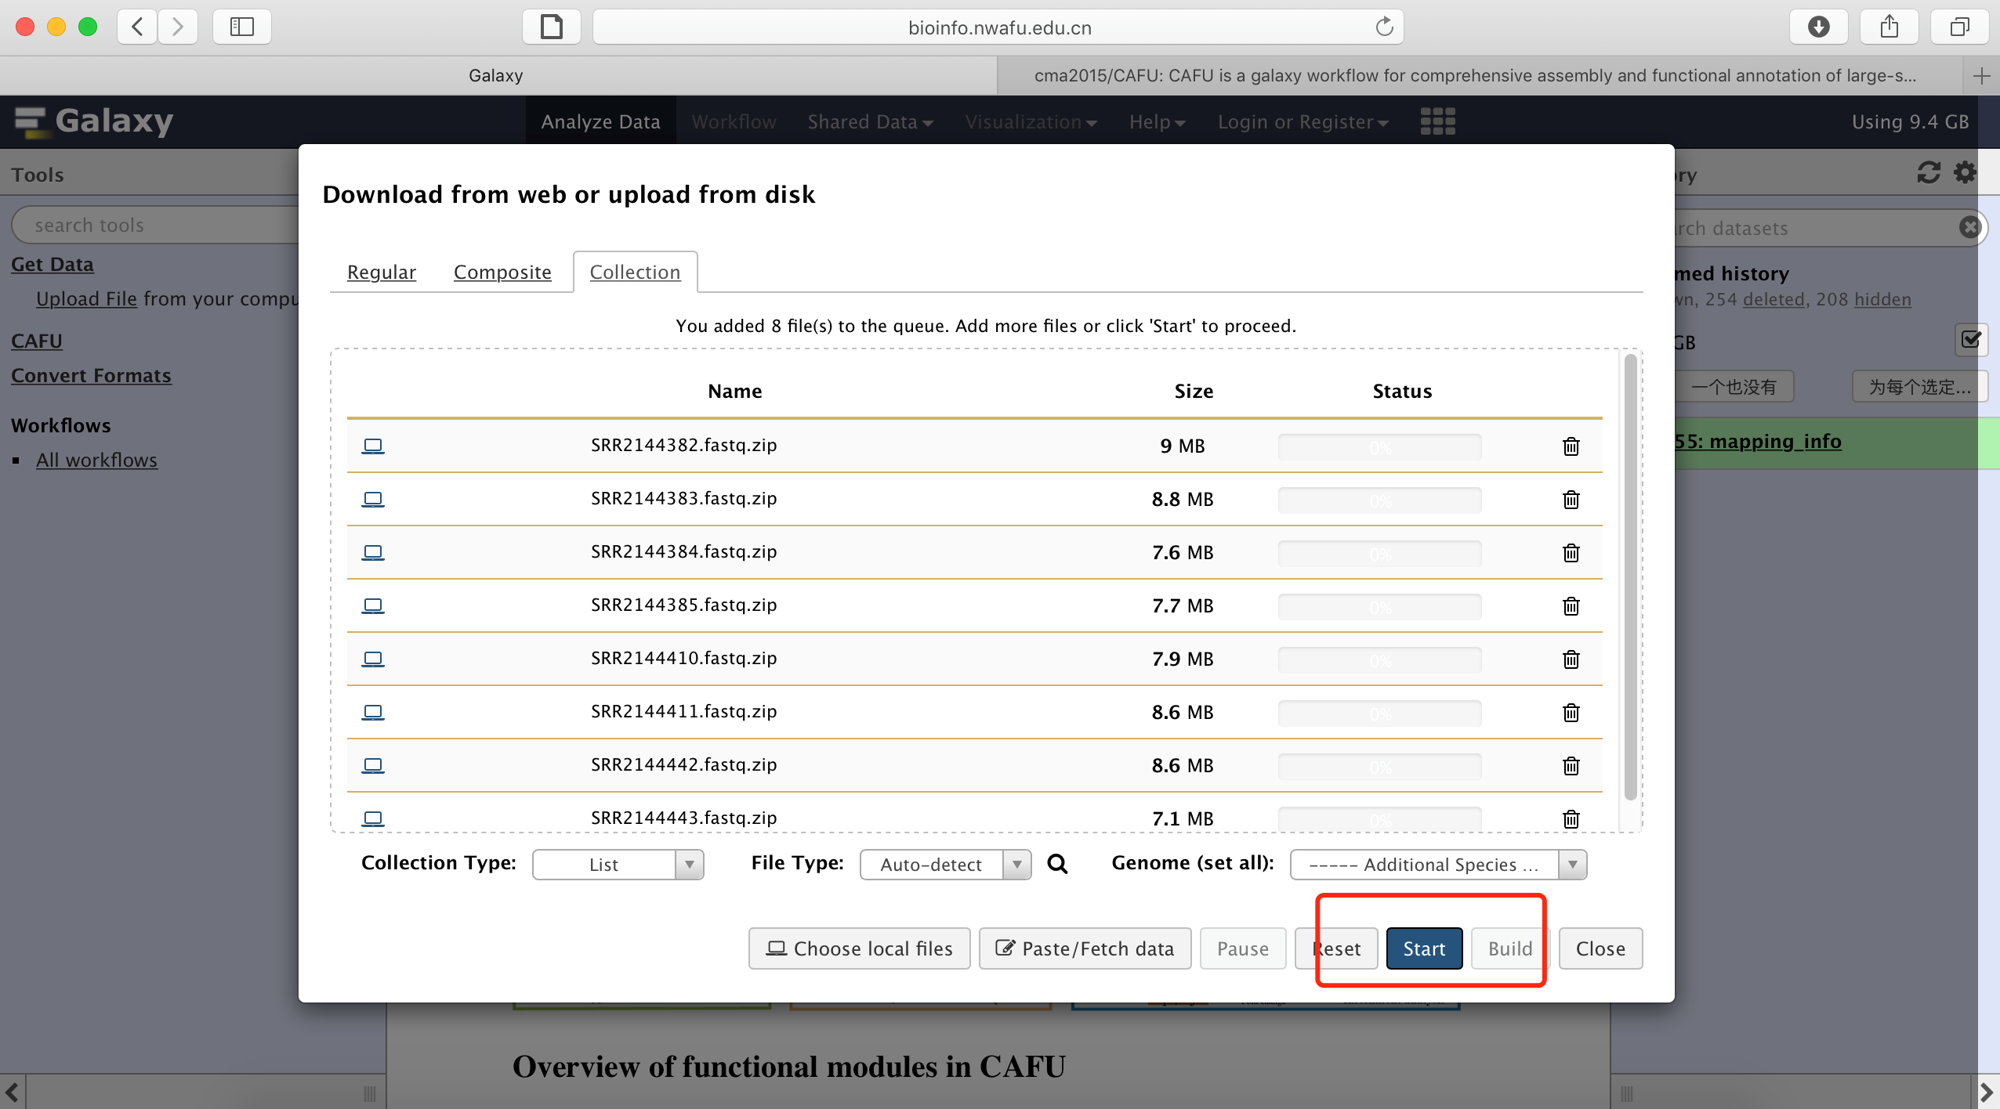 bioinfo.nwafu.edu.cn
Galaxy
cma2015/CAFU: CAFU is a galaxy workflow for comprehensive assembly and functional annotation of large-s...
Galaxy
Analyze Data
Workflow
Shared Data
Visualization
Help
Login or Register
Using 9.4 GB
Tools
search tools
Get Data
Upload File from your compu
CAFU
Convert Formats
Workflows
All workflows
Download from web or upload from disk
Regular
Composite
Collection
You added 8 file(s) to the queue. Add more files or click 'Start' to proceed.
Name Size Status
SRR2144382.fastq.zip 9 MB 0%
SRR2144383.fastq.zip 8.8 MB 0%
SRR2144384.fastq.zip 7.6 MB 0%
SRR2144385.fastq.zip 7.7 MB 0%
SRR2144410.fastq.zip 7.9 MB 0%
SRR2144411.fastq.zip 8.6 MB 0%
SRR2144442.fastq.zip 8.6 MB 0%
SRR2144443.fastq.zip 7.1 MB 0%
Collection Type: List File Type: Auto-detect Genome (set all): ----- Additional Species ...
Choose local files
Paste/Fetch data
Pause
Reset
Start
Build
Close
ry
rch datasets
med history
wn, 254 deleted, 208 hidden
GB
一个也没有
为每个选定...
55: mapping_info
Overview of functional modules in CAFU